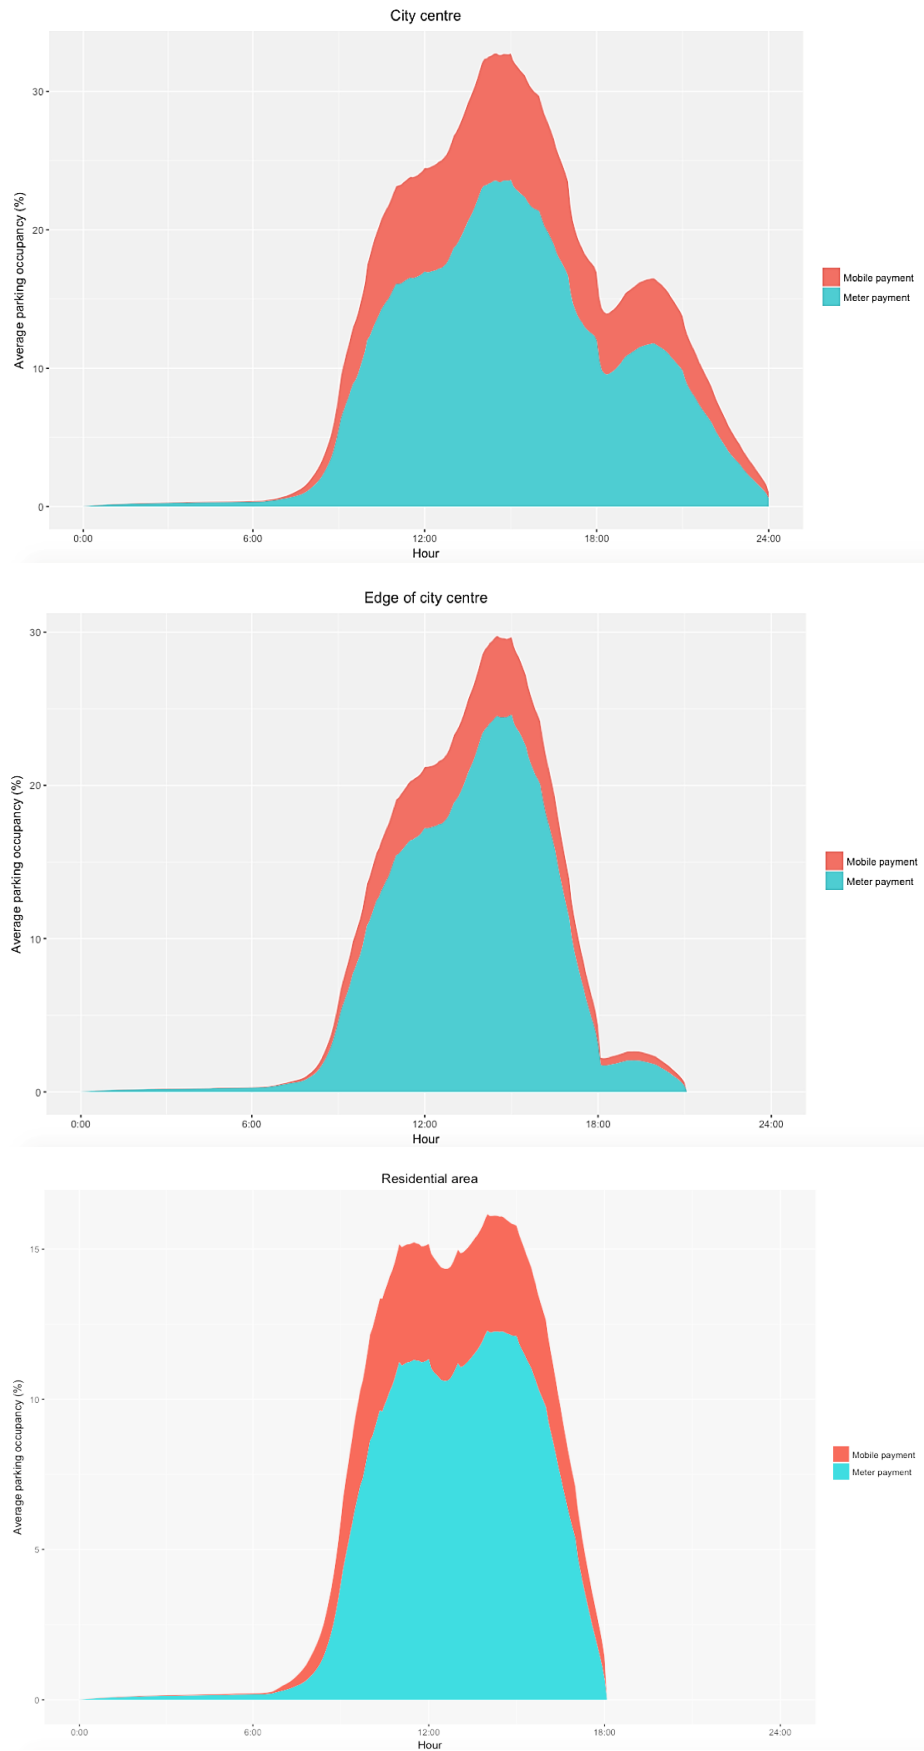 City centre
30
20
10
0
Average parking occupancy (%)
0:00 6:00 12:00 18:00 24:00
Hour
Mobile payment
Meter payment
Edge of city centre
30
20
10
0
Average parking occupancy (%)
0:00 6:00 12:00 18:00 24:00
Hour
Mobile payment
Meter payment
Residential area
15
10
5
0
Average parking occupancy (%)
0:00 6:00 12:00 18:00 24:00
Hour
Mobile payment
Meter payment